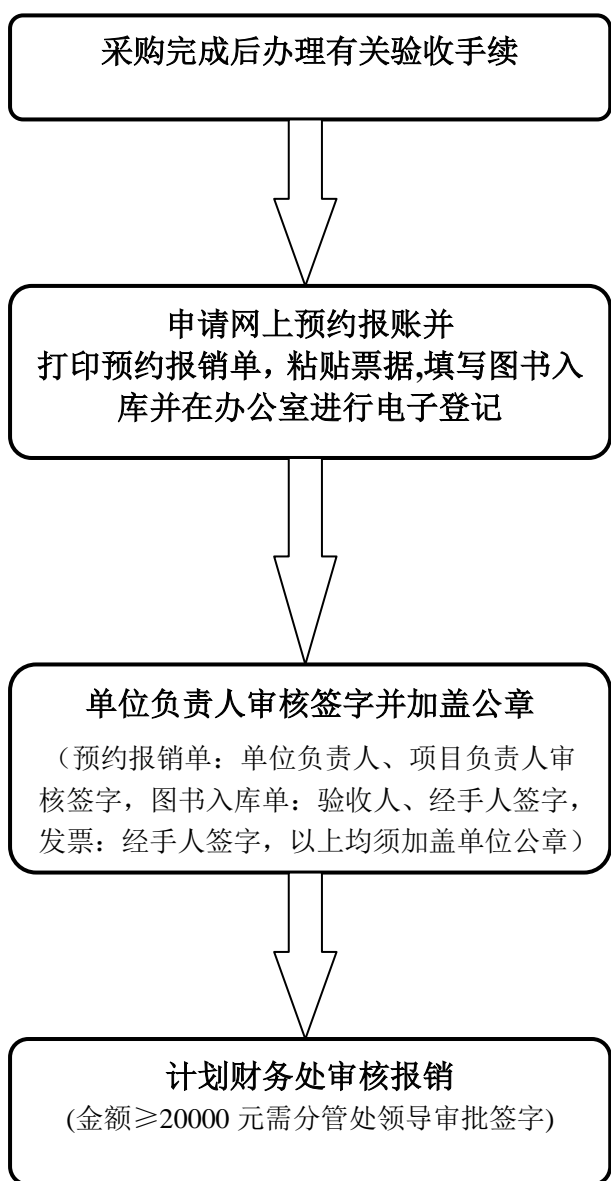 采购完成后办理有关验收手续
申请网上预约报账并
打印预约报销单，粘贴票据,填写图书入
库并在办公室进行电子登记
单位负责人审核签字并加盖公章
（预约报销单：单位负责人、项目负责人审
核签字，图书入库单：验收人、经手人签字，
发票：经手人签字，以上均须加盖单位公章）
计划财务处审核报销
(金额≥20000 元需分管处领导审批签字)